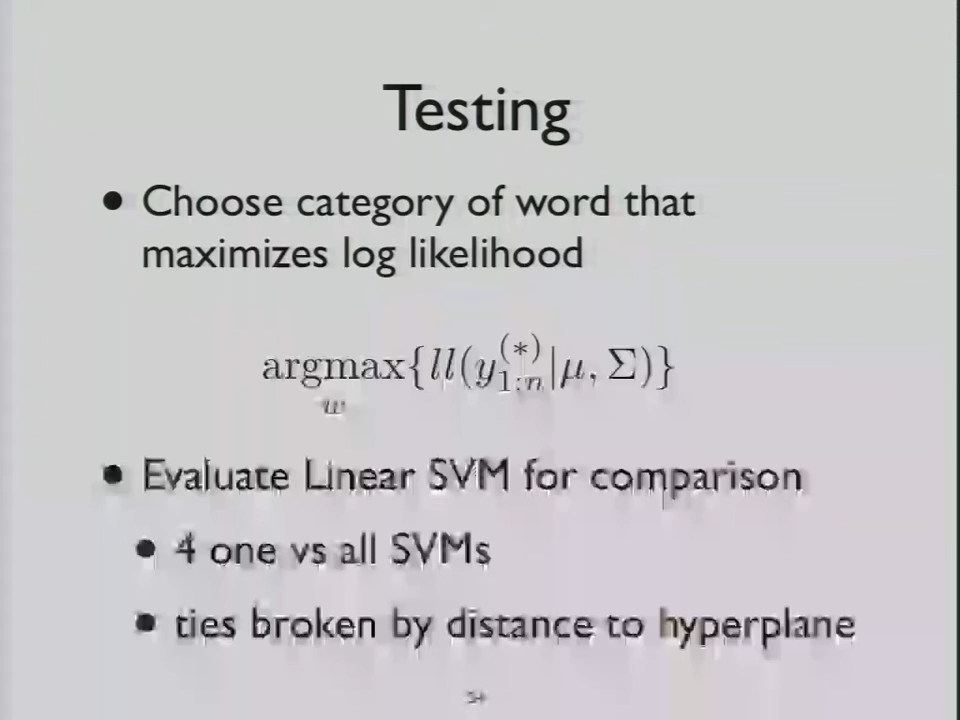 Testing
• Choose category of word that
maximizes log likelihood
argmax{ll(y_{1:n}^{(*)}|μ, Σ)}
w
• Evaluate Linear SVM for comparison
• 4 one vs all SVMs
• ties broken by distance to hyperplane